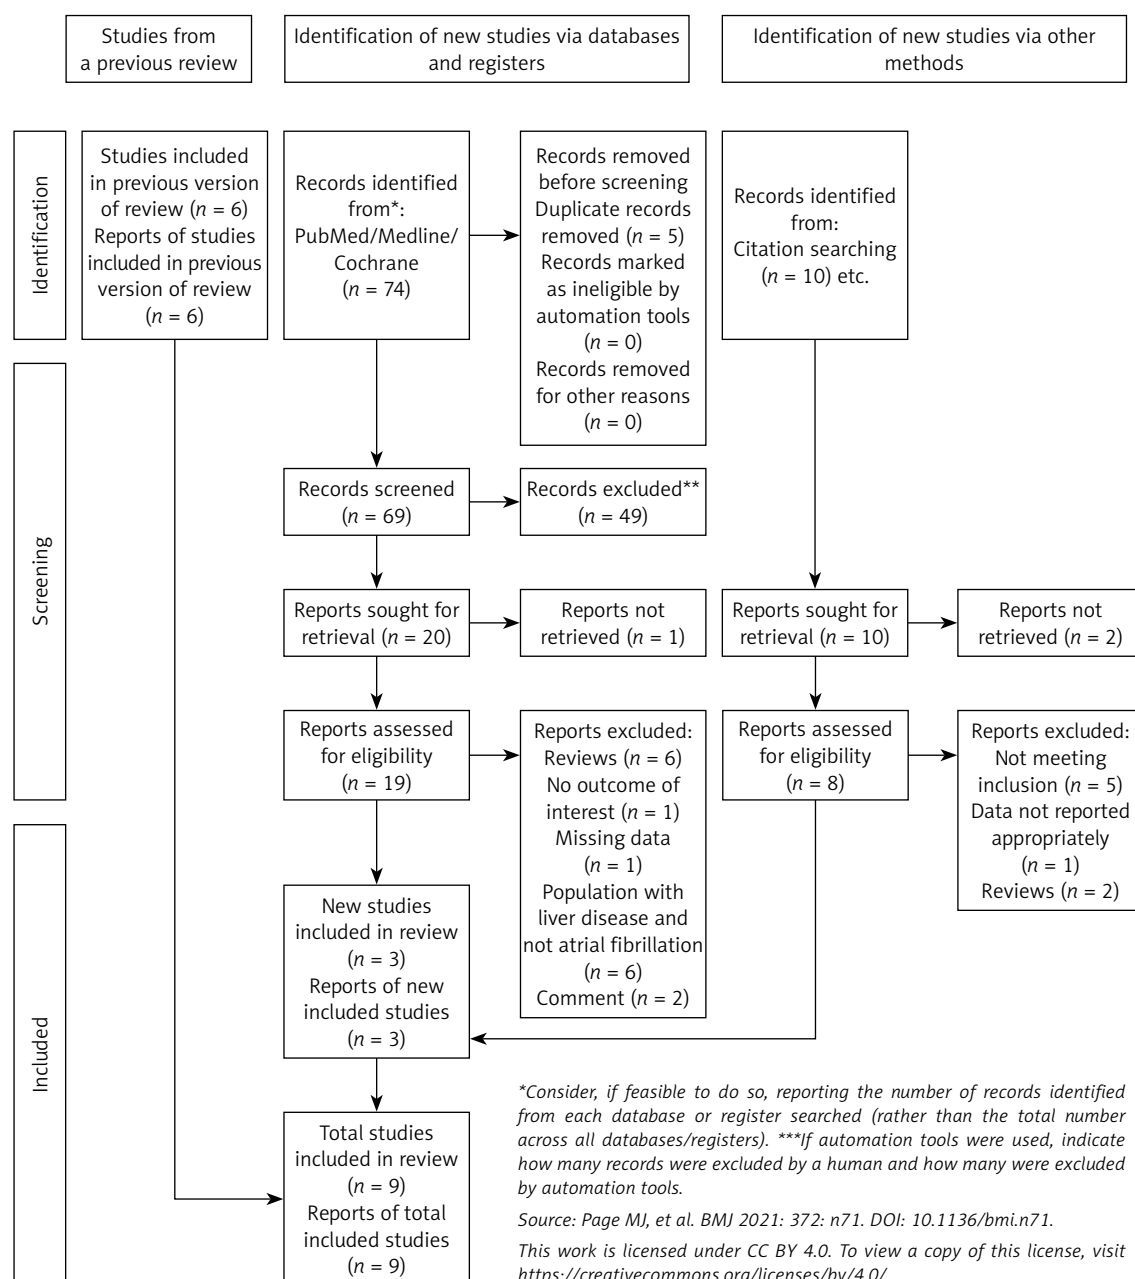 Studies from
a previous review
Identification of new studies via databases
and registers
Identification of new studies via other
methods
Identification
Studies included
in previous version
of review (n = 6)
Reports of studies
included in previous
version of review
(n = 6)
Records identified
from*:
PubMed/Medline/
Cochrane
(n = 74)
Records removed
before screening
Duplicate records
removed (n = 5)
Records marked
as ineligible by
automation tools
(n = 0)
Records removed
for other reasons
(n = 0)
Records identified
from:
Citation searching
(n = 10) etc.
Screening
Records screened
(n = 69)
Records excluded**
(n = 49)
Reports sought for
retrieval (n = 20)
Reports not
retrieved (n = 1)
Reports sought for
retrieval (n = 10)
Reports not
retrieved (n = 2)
Reports assessed
for eligibility
(n = 19)
Reports excluded:
Reviews (n = 6)
No outcome of
interest (n = 1)
Missing data
(n = 1)
Population with
liver disease and
not atrial fibrillation
(n = 6)
Comment (n = 2)
Reports assessed
for eligibility
(n = 8)
Reports excluded:
Not meeting
inclusion (n = 5)
Data not reported
appropriately
(n = 1)
Reviews (n = 2)
Included
New studies
included in review
(n = 3)
Reports of new
included studies
(n = 3)
Total studies
included in review
(n = 9)
Reports of total
included studies
(n = 9)
*Consider, if feasible to do so, reporting the number of records identified
from each database or register searched (rather than the total number
across all databases/registers). ***If automation tools were used, indicate
how many records were excluded by a human and how many were excluded
by automation tools.
Source: Page MJ, et al. BMJ 2021: 372: n71. DOI: 10.1136/bmi.n71.
This work is licensed under CC BY 4.0. To view a copy of this license, visit
https://creativecommons.org/licenses/by/4.0/